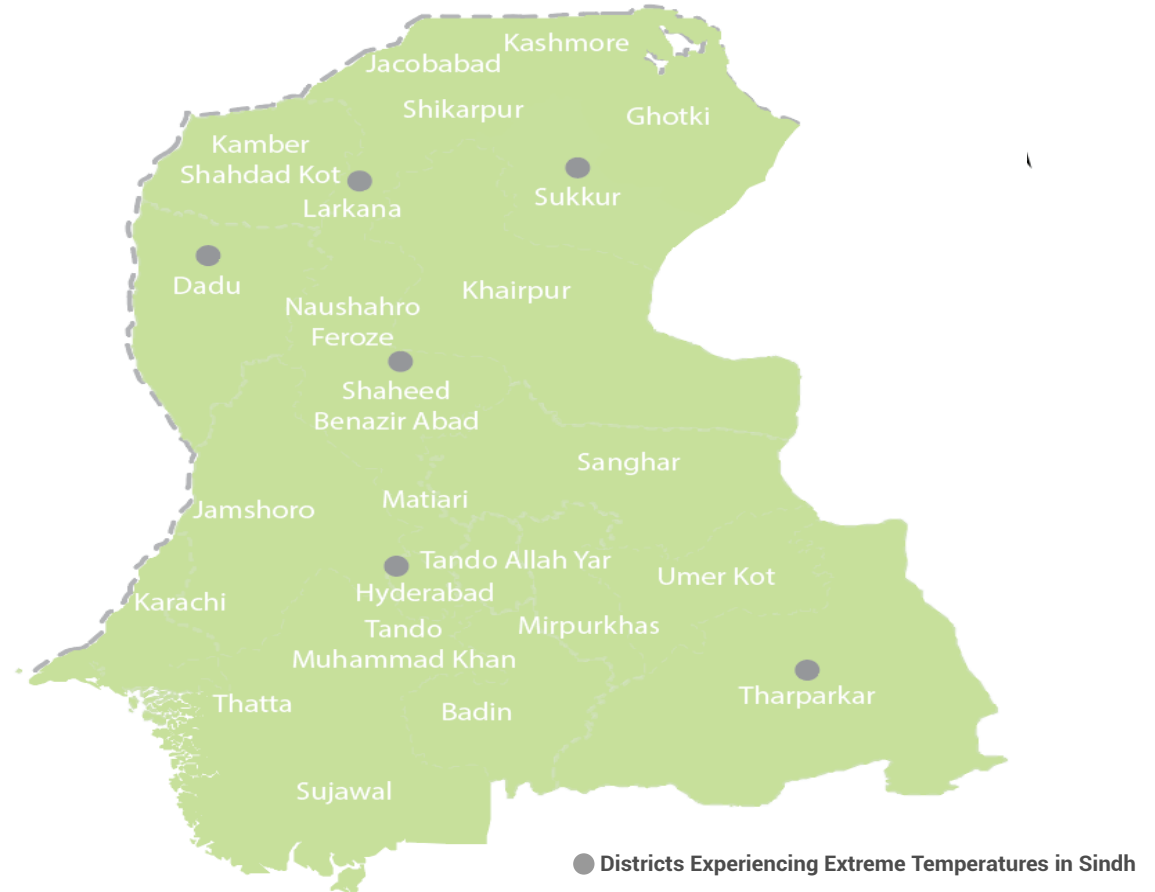 Kashmore
Jacobabad
Shikarpur
Ghotki
Kamber
Shahdad Kot
Larkana
Sukkur
Dadu
Khairpur
Naushahro
Feroze
Shaheed
Benazir Abad
Sanghar
Matiari
Jamshoro
Tando Allah Yar
Umer Kot
Hyderabad
Karachi
Mirpurkhas
Tando
Muhammad Khan
Tharparkar
Thatta
Badin
Sujawal
Districts Experiencing Extreme Temperatures in Sindh